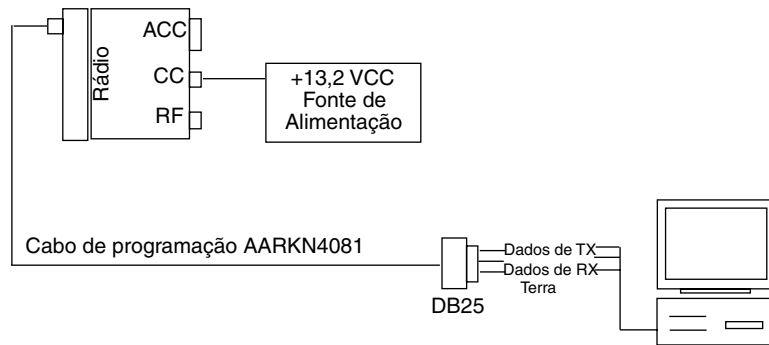 Rádio
ACC
CC
RF
+13,2 VCC
Fonte de
Alimentação
Cabo de programação AARKN4081
DB25
Dados de TX
Dados de RX
Terra